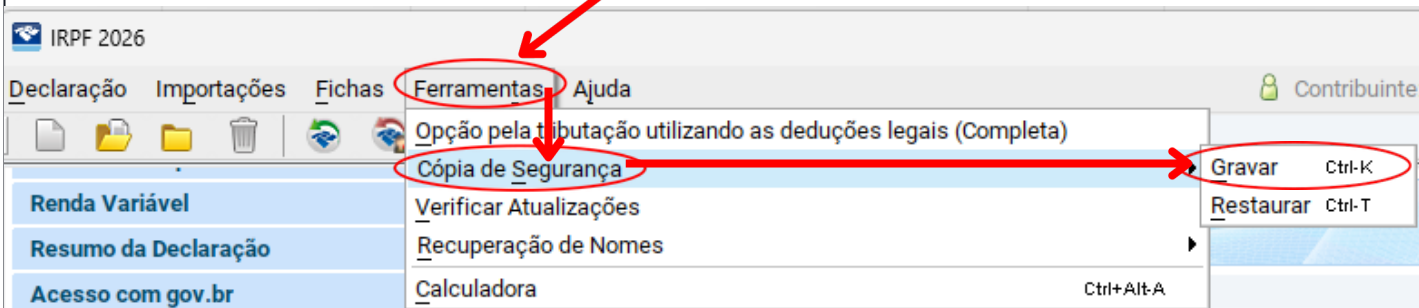 IRPF 2026
Declaração Importações Fichas Ferramentas Ajuda Contribuinte
Opção pela tributação utilizando as deduções legais (Completa)
Cópia de Segurança
Gravar Ctrl-K
Renda Variável
Verificar Atualizações
Restaurar Ctrl-T
Resumo da Declaração
Recuperação de Nomes
Acesso com gov.br
Calculadora Ctrl+Alt-A